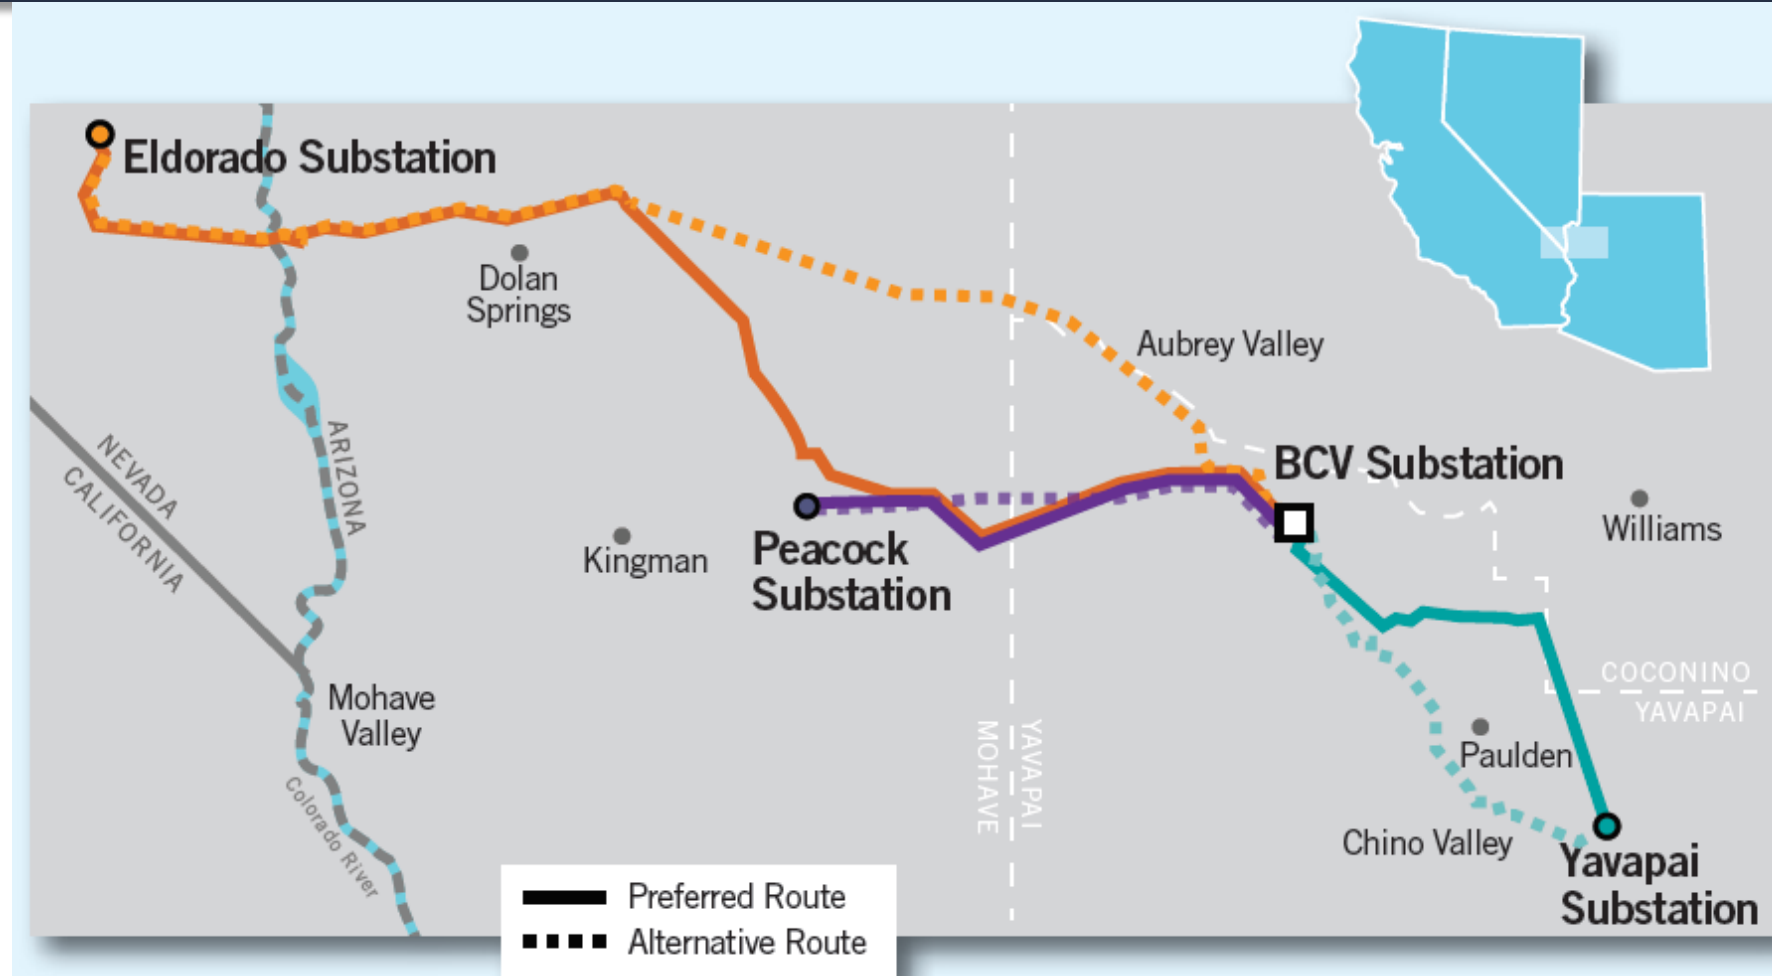 Eldorado Substation
Dolan
Springs
Aubrey Valley
NEVADA
CALIFORNIA
ARIZONA
BCV Substation
Williams
Kingman
Peacock
Substation
Mohave
Valley
Colorado River
MOHAVE
YAVAPAI
COCONINO
YAVAPAI
Paulden
Chino Valley
Yavapai
Substation
Preferred Route
Alternative Route